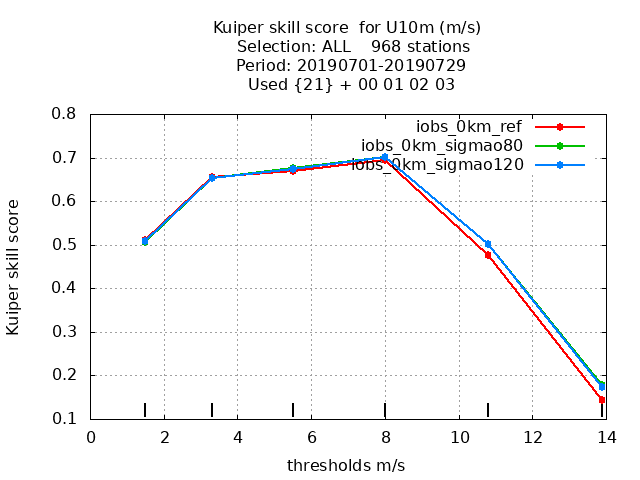 Kuiper skill score  for U10m (m/s)
Selection: ALL    968 stations
Period: 20190701-20190729
Used {21} + 00 01 02 03
iobs_0km_ref
iobs_0km_sigmao80
iobs_0km_sigmao120
Kuiper skill score
0.8
0.7
0.6
0.5
0.4
0.3
0.2
0.1
0 2 4 6 8 10 12 14
thresholds m/s